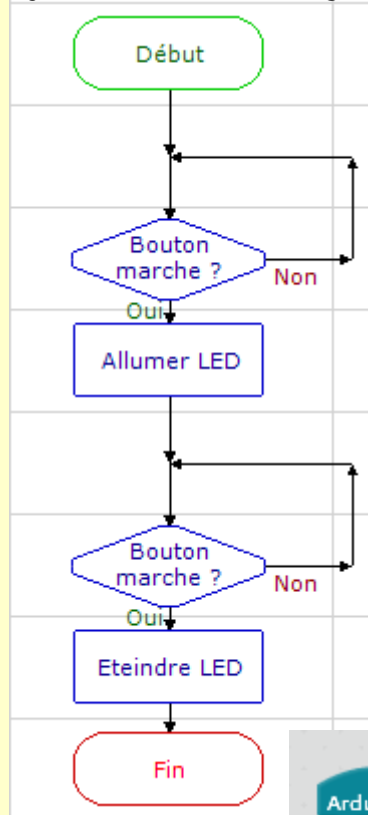 Début
Bouton
marche ?
Non
Oui
Allumer LED
Bouton
marche ?
Non
Oui
Eteindre LED
Fin